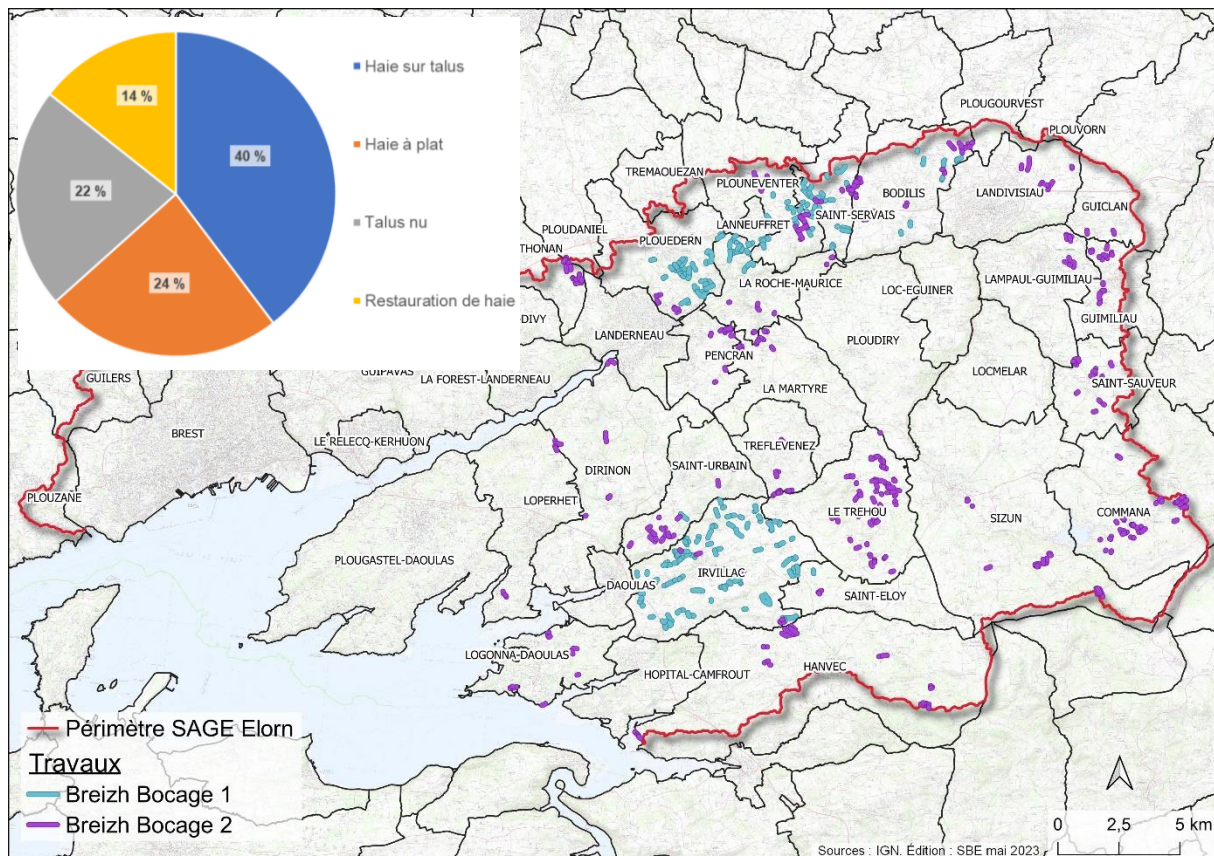 Haie sur talus
Haie à plat
Talus nu
Restauration de haie
40 %
24 %
22 %
14 %
PLOUGOURVEST
PLOUVORN
TREMAOUEZAN
PLOUNEVENTER
BODILIS
LANDIVISIAU
GUICLAN
LANNEUFFRET
SAINT-SERVAIS
PLOUDANIEL
THONAN
PLOUEDERN
LA ROCHE-MAURICE
LOC-EGUINER
LAMPAUL-GUIMILIAU
GUIMILIAU
DIVY
LANDERNEAU
PLOUDIRY
PENCRAN
LOCMELAR
SAINT-SAUVEUR
GUILERS
GUIPAVAS
LA FOREST-LANDERNEAU
LA MARTYRE
BREST
LE RELECQ-KERHUON
TREFLEVENEZ
DIRINON
SAINT-URBAIN
PLOUZANE
LOPERHET
LE TREHOU
SIZUN
COMMANA
PLOUGASTEL-DAOULAS
DAOULAS
IRVILLAC
SAINT-ELOY
LOGONNA-DAOULAS
HOPITAL-CAMFROUT
HANVEC
Périmètre SAGE Elorn
Travaux
Breizh Bocage 1
Breizh Bocage 2
0 2,5 5 km
Sources : IGN. Édition : SBE mai 2023